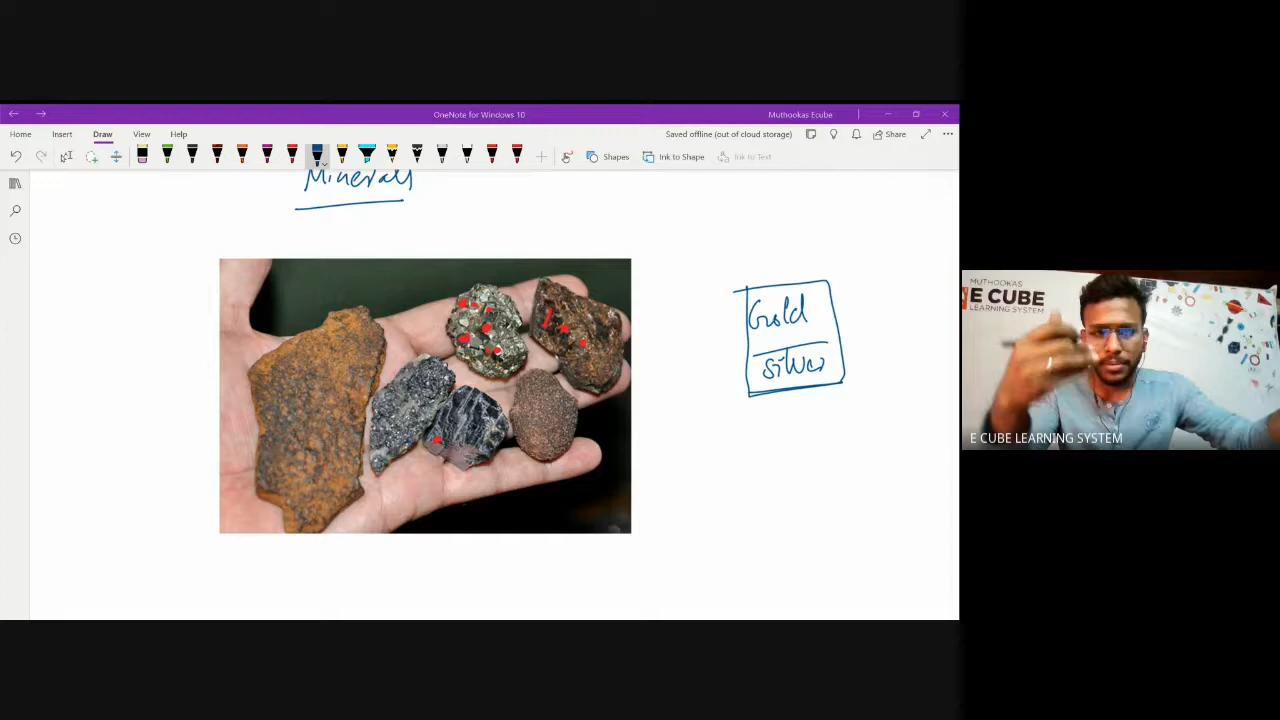 OneNote for Windows 10
Muthookas Ecube
Home Insert Draw View Help
Saved offline (out of cloud storage)
Share
Shapes
Ink to Shape
Ink to Text
Minerals
Gold
silver
MUTHOOKAS
E CUBE
LEARNING SYSTEM
E CUBE LEARNING SYSTEM